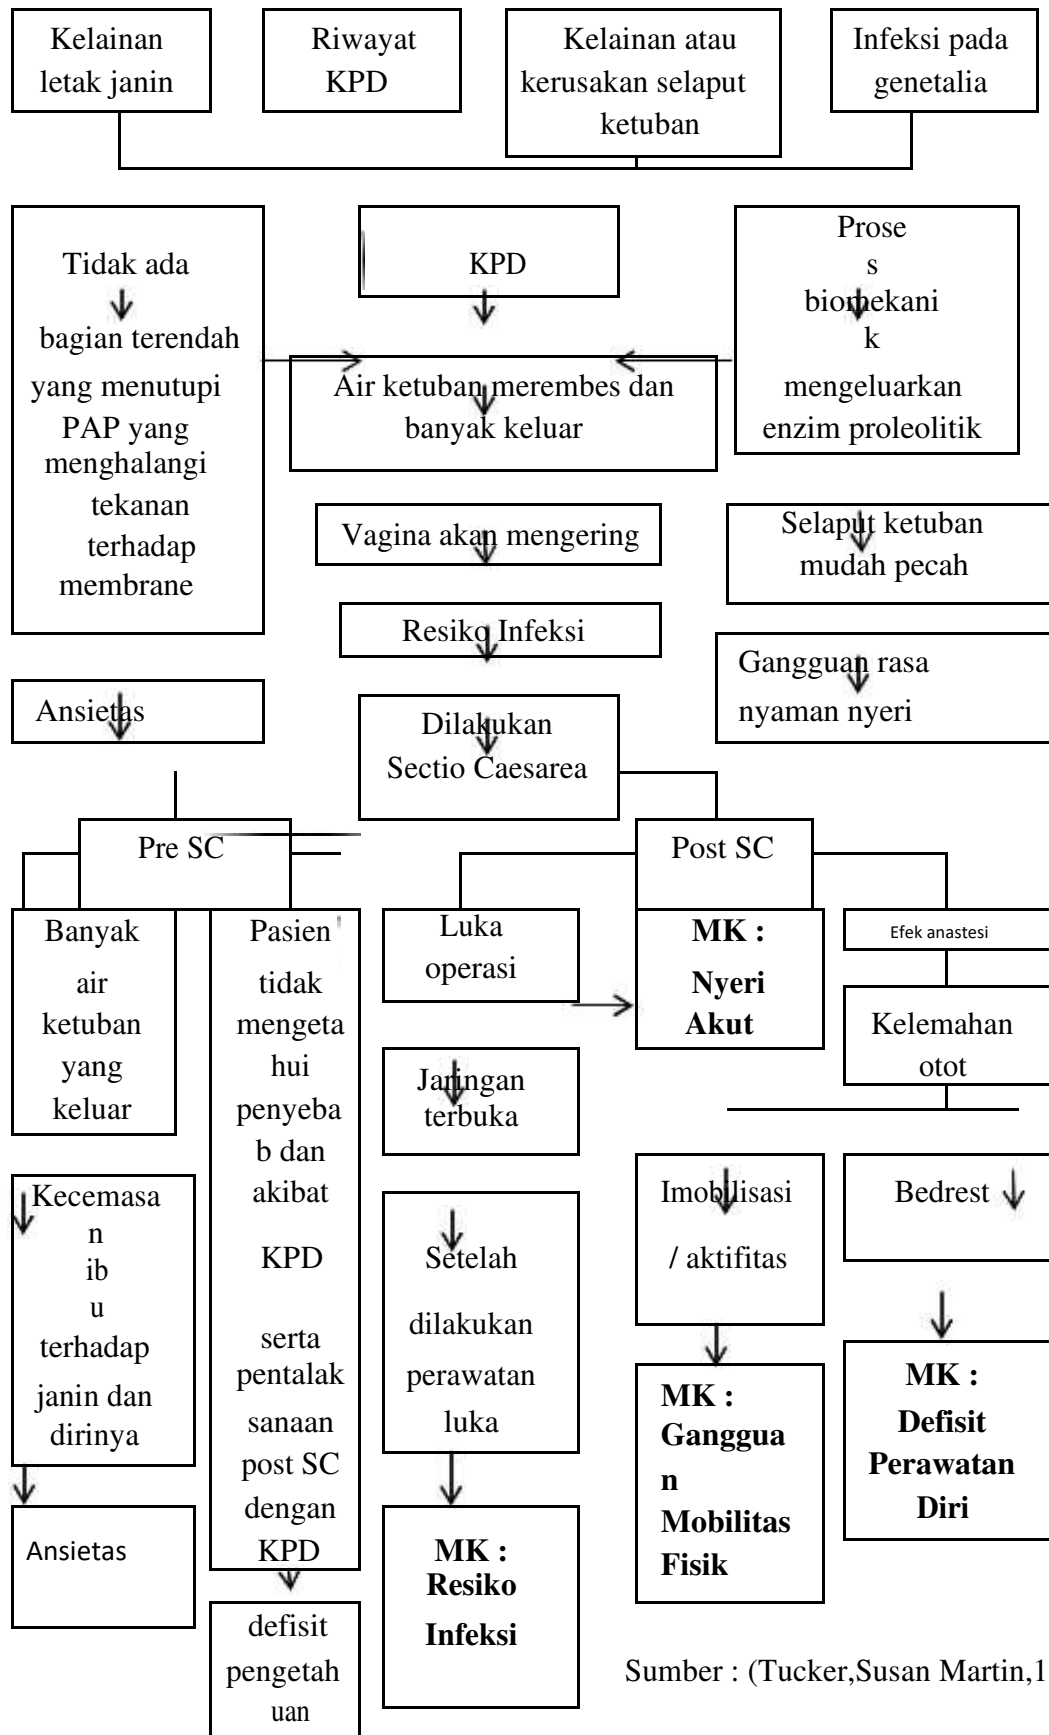 Kelainan
letak janin
Riwayat
KPD
Kelainan atau
kerusakan selaput
ketuban
Infeksi pada
genetalia
Tidak ada
bagian terendah
yang menutupi
PAP yang
menghalangi
tekanan
terhadap
membrane
KPD
Prose
s
biomekani
k
mengeluarkan
enzim proleolitik
Air ketuban merembes dan
banyak keluar
Vagina akan mengering
Selaput ketuban
mudah pecah
Resiko Infeksi
Gangguan rasa
nyaman nyeri
Ansietas
Dilakukan
Sectio Caesarea
Pre SC
Post SC
Banyak
air
ketuban
yang
keluar
Pasien
tidak
mengeta
hui
penyeba
b dan
akibat
KPD
serta
pentalak
sanaan
post SC
dengan
KPD
Luka
operasi
MK :
Nyeri
Akut
Efek anastesi
Kelemahan
otot
Jaringan
terbuka
Kecemasa
n
ib
u
terhadap
janin dan
dirinya
Setelah
dilakukan
perawatan
luka
Imobilisasi
/ aktifitas
Bedrest
MK :
Ganggua
n
Mobilitas
Fisik
MK :
Defisit
Perawatan
Diri
Ansietas
MK :
Resiko
Infeksi
defisit
pengetah
uan
Sumber : (Tucker,Susan Martin,1